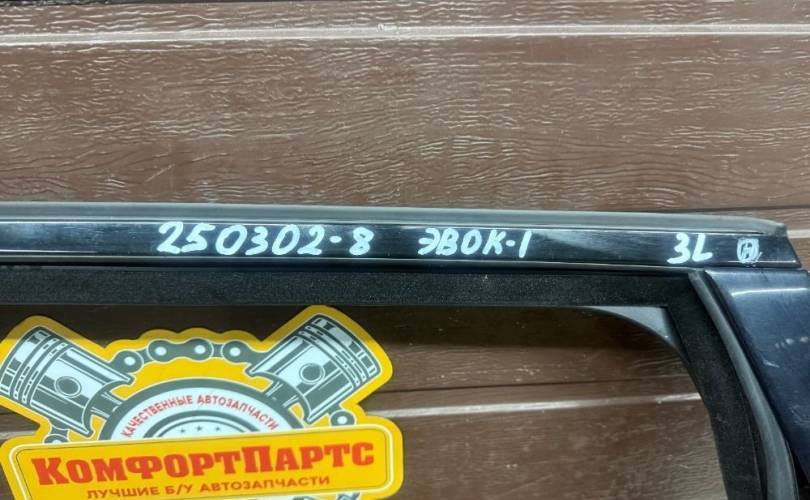 250302-8 ЭВОК-1 3L Н
КАЧЕСТВЕННЫЕ АВТОЗАПЧАСТИ
КОМФОРТПАРТС
ЛУЧШИЕ Б/У АВТОЗАПЧАСТИ